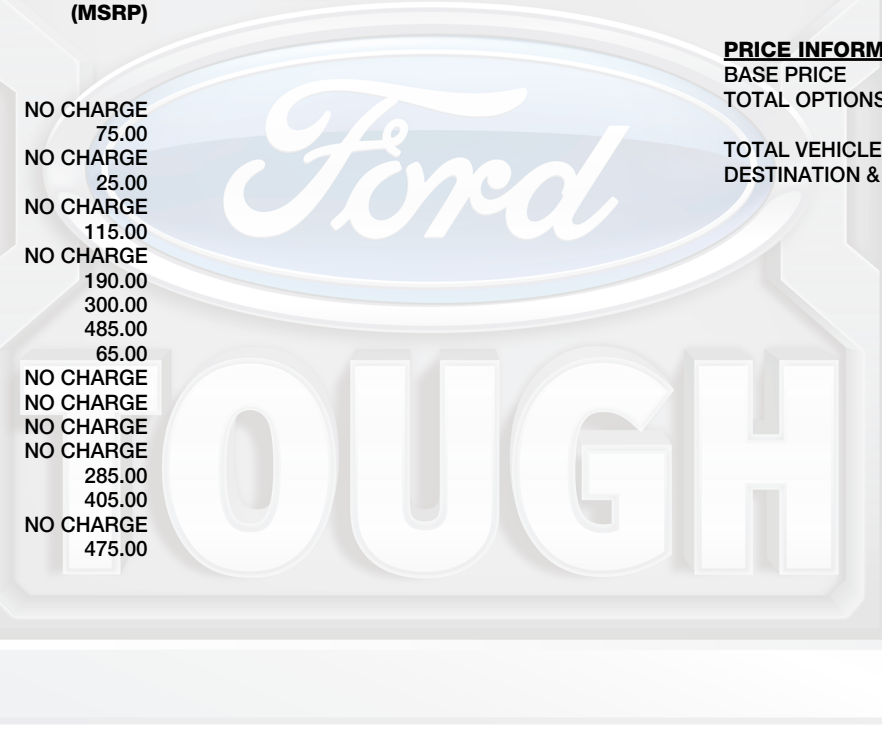 (MSRP)
NO CHARGE
75.00
NO CHARGE
25.00
NO CHARGE
115.00
NO CHARGE
190.00
300.00
485.00
65.00
NO CHARGE
NO CHARGE
NO CHARGE
NO CHARGE
285.00
405.00
NO CHARGE
475.00
PRICE INFORM
BASE PRICE
TOTAL OPTIONS
TOTAL VEHICLE
DESTINATION &
Ford
TOUGH